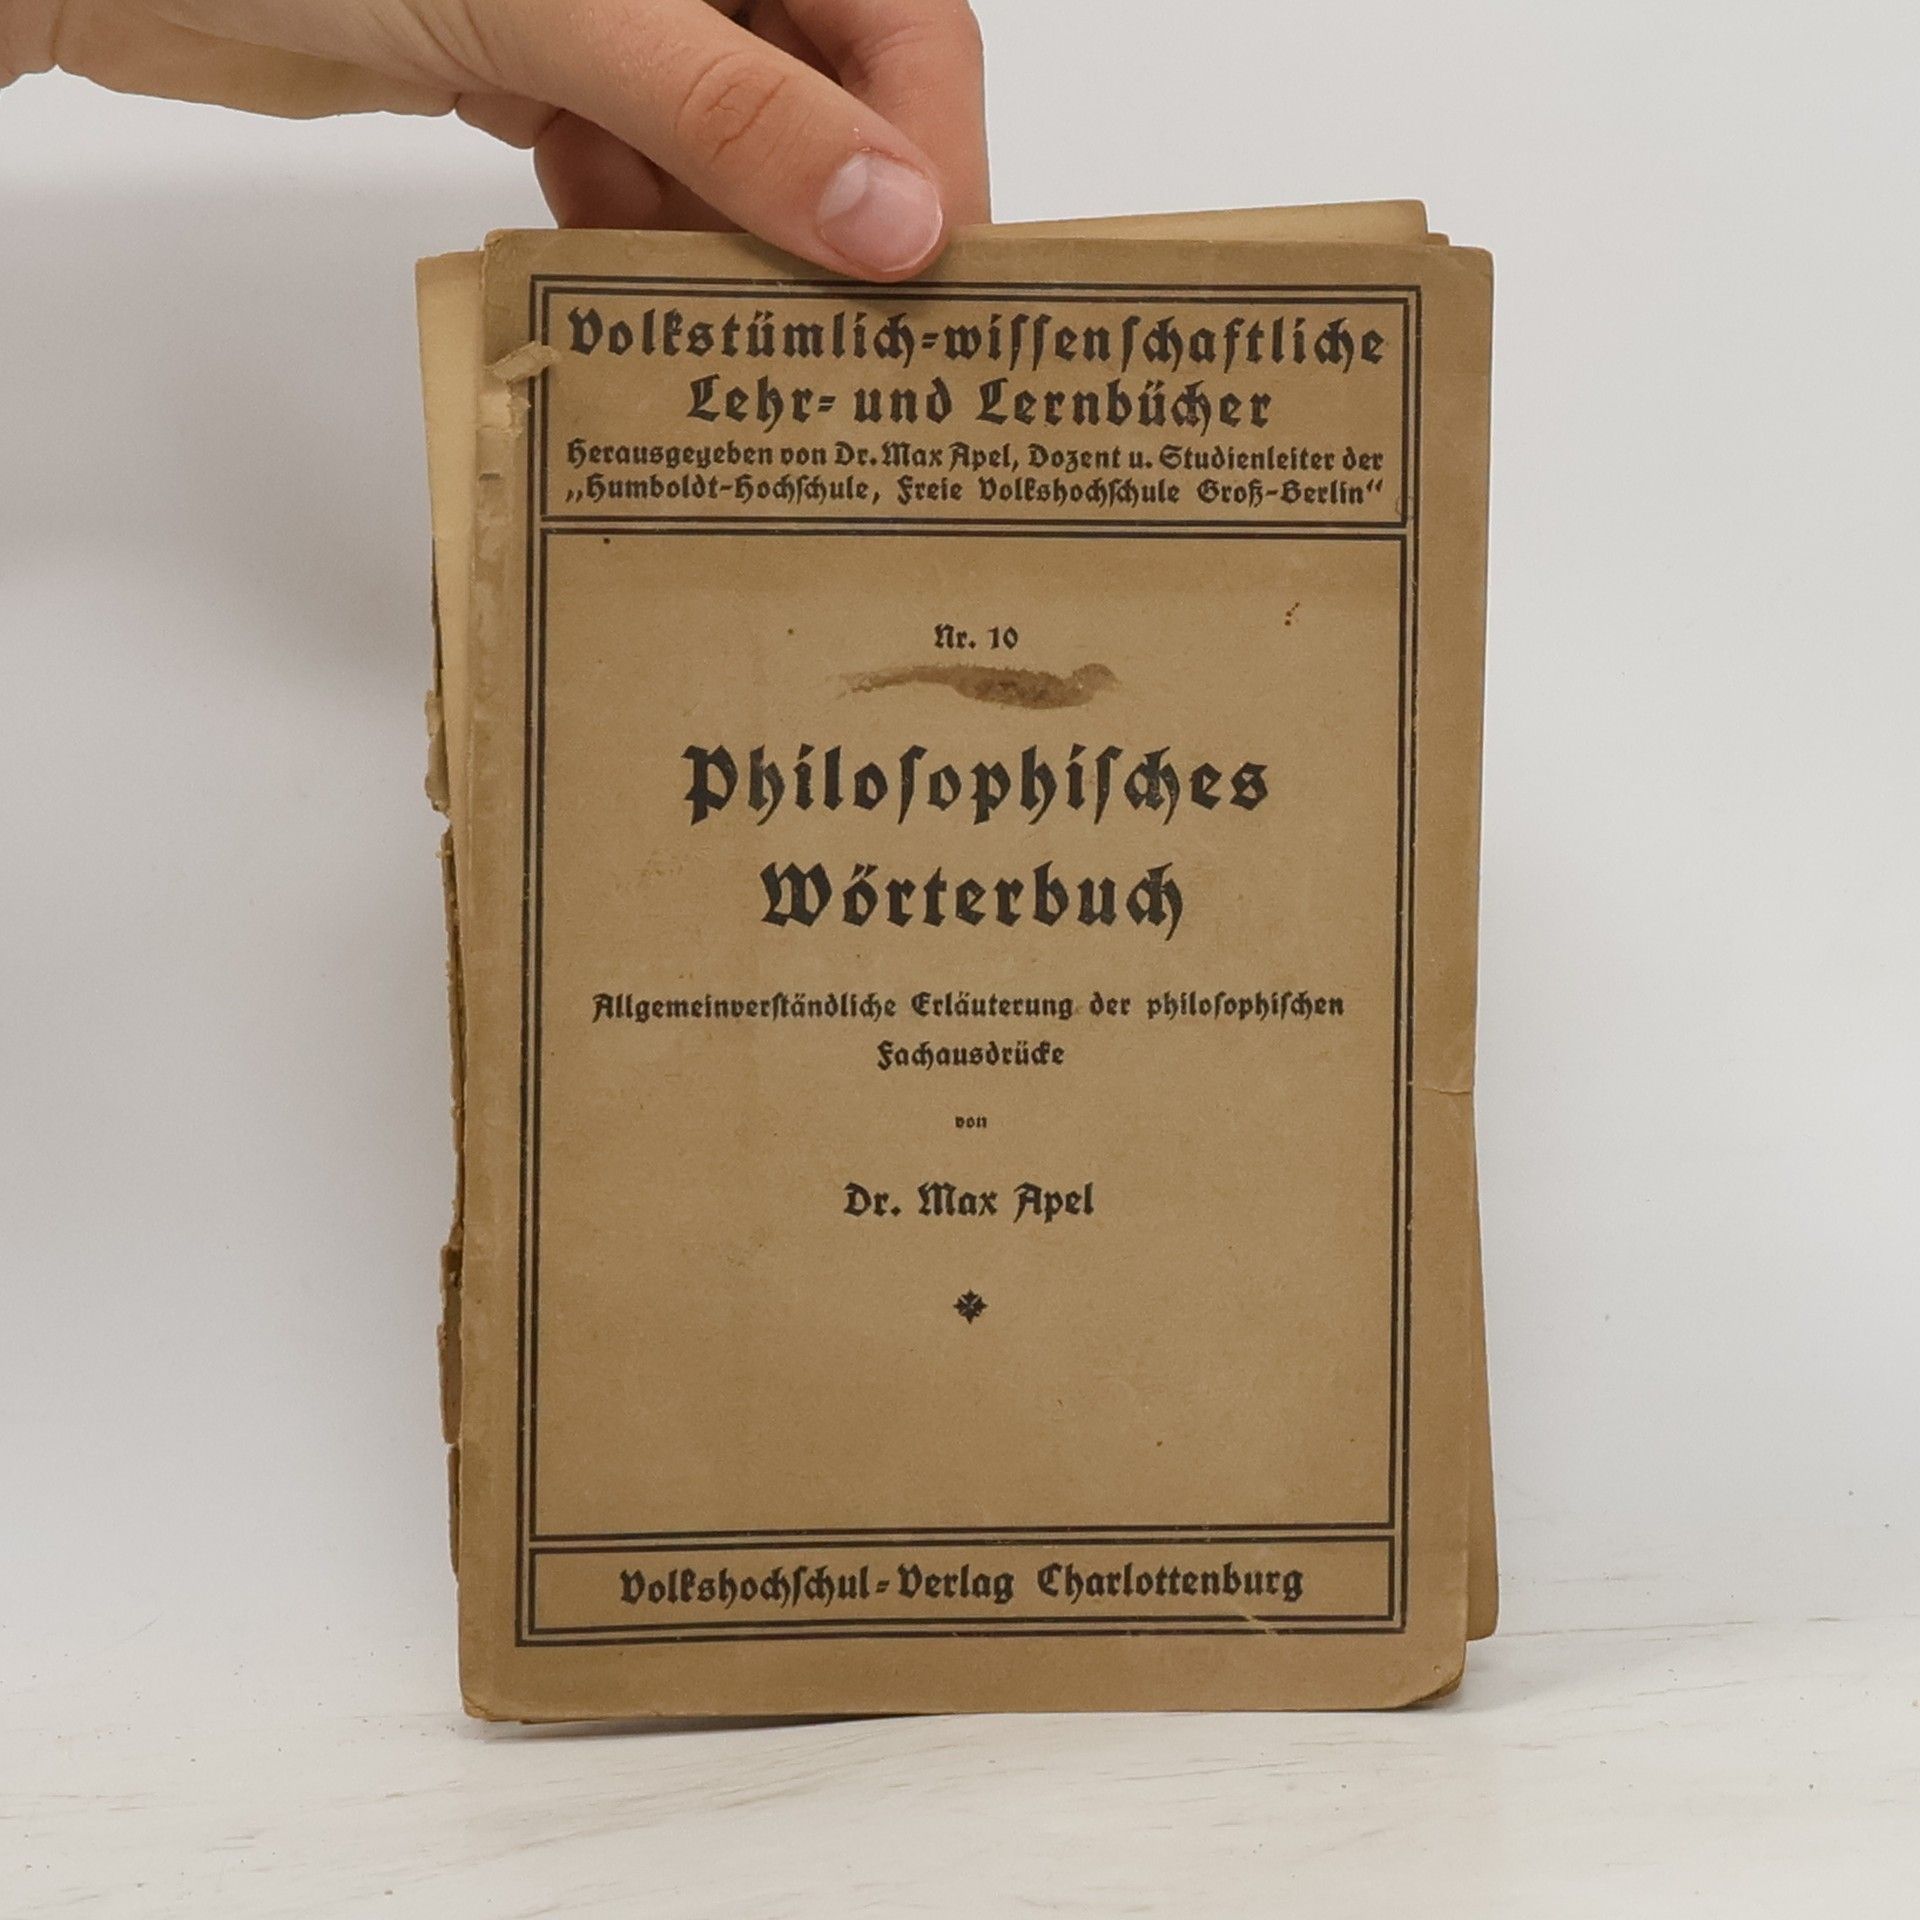 Volkstümlich-wissenschaftliche
Lehr- und Lernbücher
Herausgegeben von Dr. Max Apel, Dozent u. Studienleiter der
„Humboldt-Hochschule, Freie Volkshochschule Groß-Berlin“
Nr. 10
Philosophisches
Wörterbuch
Allgemeinverständliche Erläuterung der philosophischen
Fachausdrücke
von
Dr. Max Apel
Volkshochschul-Verlag Charlottenburg